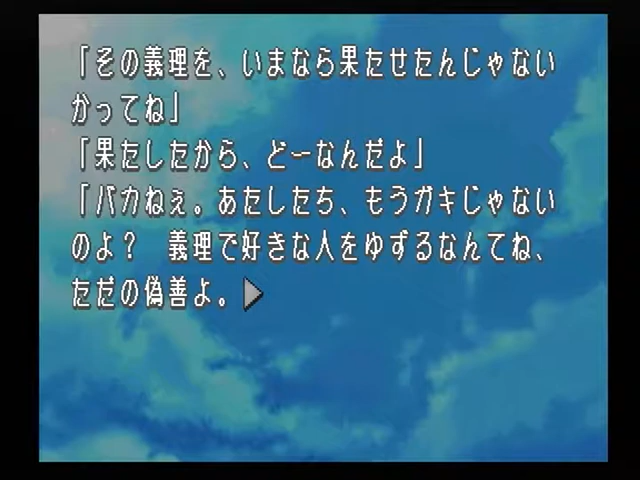 「その義理を、いまなら果たせたんじゃない
かってね」
「果たしたから、どーなんだよ」
「バカねぇ。あたしたち、もうガキじゃない
のよ？　義理で好きな人をゆずるなんてね、
ただの偽善よ。